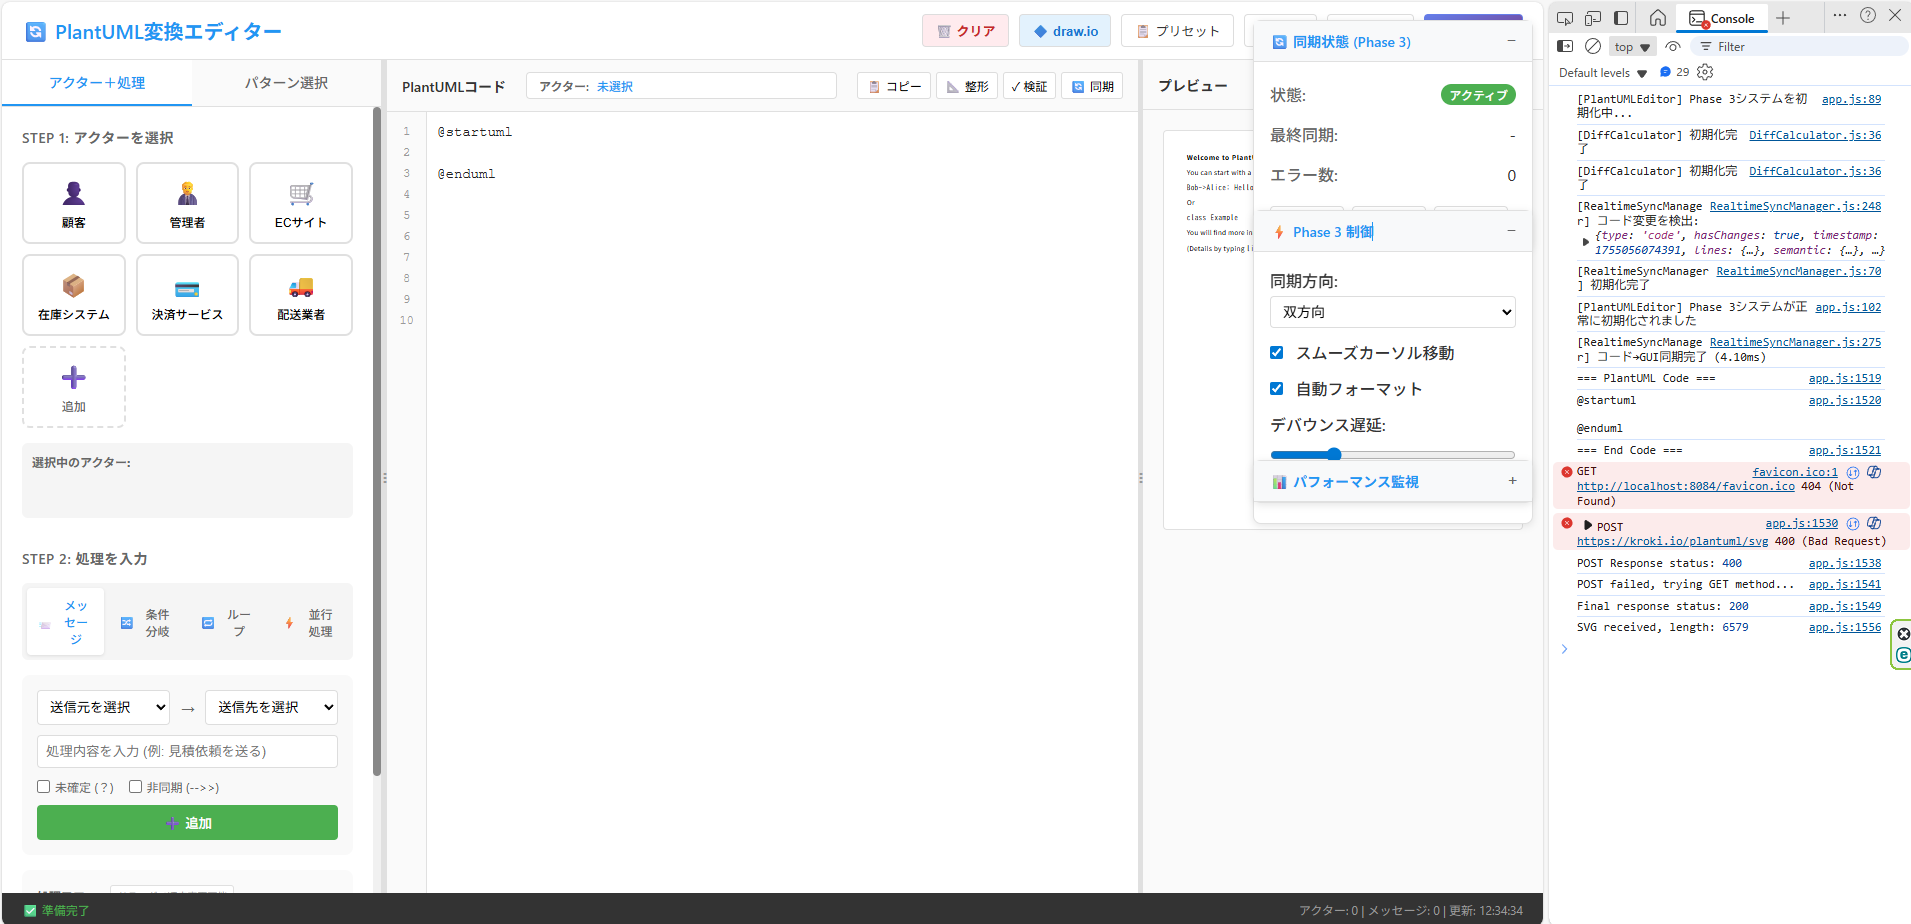 PlantUML変換エディター
クリア
draw.io
プリセット
アクター＋処理
パターン選択
STEP 1: アクターを選択
顧客
管理者
ECサイト
在庫システム
決済サービス
配送業者
追加
選択中のアクター:
STEP 2: 処理を入力
メッセージ
条件分岐
ループ
並行処理
送信元を選択
→
送信先を選択
処理内容を入力 (例: 見積依頼を送る)
未確定 (？)
非同期 (-->>)
追加
PlantUMLコード
アクター: 未選択
コピー
整形
✓検証
同期
1
2
3
4
5
6
7
8
9
10
@startuml
@enduml
プレビュー
Welcome to Plant
You can start with a
Bob->Alice: Hello
Or
class Example
You will find more in
(Details by typing li
同期状態 (Phase 3)
−
状態:
アクティブ
最終同期:
-
エラー数:
0
Phase 3 制御
−
同期方向:
双方向
スムーズカーソル移動
自動フォーマット
デバウンス遅延:
パフォーマンス監視
+
準備完了
アクター: 0 | メッセージ: 0 | 更新: 12:34:34
Console
top
Filter
Default levels
29
[PlantUMLEditor] Phase 3システムを初 app.js:89
期化中...
[DiffCalculator] 初期化完 DiffCalculator.js:36
了
[DiffCalculator] 初期化完 DiffCalculator.js:36
了
[RealtimeSyncManage RealtimeSyncManager.js:248
r] コード変更を検出:
{type: 'code', hasChanges: true, timestamp:
1755056074391, lines: {…}, semantic: {…}, …}
[RealtimeSyncManager RealtimeSyncManager.js:70
] 初期化完了
[PlantUMLEditor] Phase 3システムが正 app.js:102
常に初期化されました
[RealtimeSyncManage RealtimeSyncManager.js:275
r] コード→GUI同期完了 (4.10ms)
=== PlantUML Code === app.js:1519
@startuml app.js:1520
@enduml
=== End Code === app.js:1521
GET favicon.ico:1
http://localhost:8084/favicon.ico 404 (Not
Found)
POST app.js:1530
https://kroki.io/plantuml/svg 400 (Bad Request)
POST Response status: 400 app.js:1538
POST failed, trying GET method... app.js:1541
Final response status: 200 app.js:1549
SVG received, length: 6579 app.js:1556